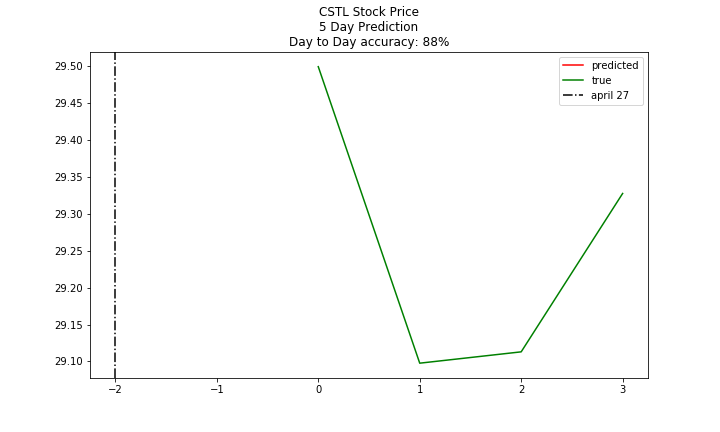 CSTL Stock Price
5 Day Prediction
Day to Day accuracy: 88%
predicted
true
april 27
29.50
29.45
29.40
29.35
29.30
29.25
29.20
29.15
29.10
−2
−1
0
1
2
3